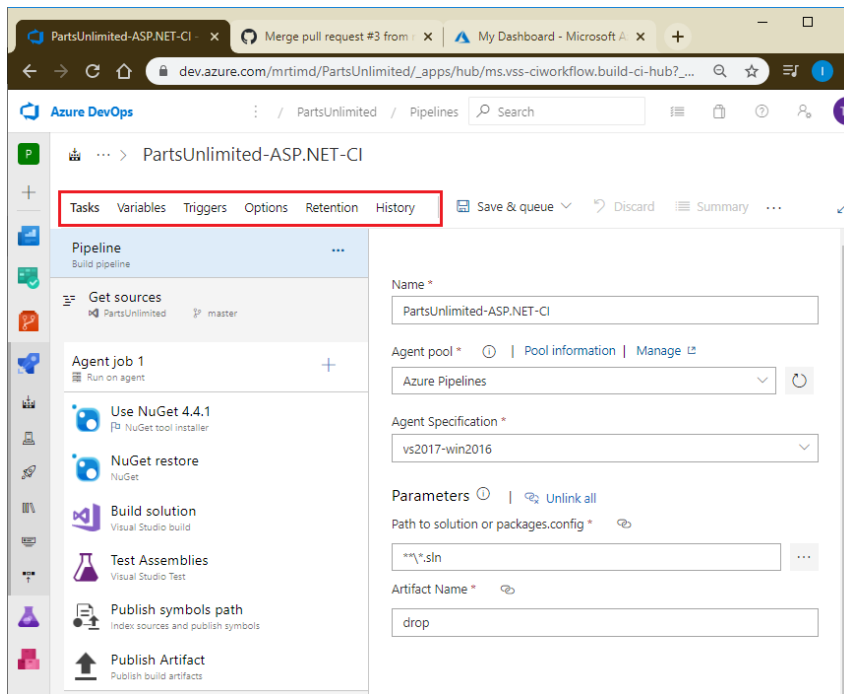 PartsUnlimited-ASP.NET-CI -
Merge pull request #3 from
My Dashboard - Microsoft A
dev.azure.com/mrtimd/PartsUnlimited/_apps/hub/ms.vss-ciworkflow.build-ci-hub?_...
I
Azure DevOps / PartsUnlimited / Pipelines Search
P
... > PartsUnlimited-ASP.NET-CI
Tasks Variables Triggers Options Retention History Save & queue Discard Summary ...
Pipeline ...
Build pipeline
Get sources
PartsUnlimited master
Agent job 1
Run on agent
Use NuGet 4.4.1
NuGet tool installer
NuGet restore
NuGet
Build solution
Visual Studio build
Test Assemblies
Visual Studio Test
Publish symbols path
Index sources and publish symbols
Publish Artifact
Publish build artifacts
Name *
PartsUnlimited-ASP.NET-CI
Agent pool * | Pool information | Manage
Azure Pipelines
Agent Specification *
vs2017-win2016
Parameters | Unlink all
Path to solution or packages.config *
**\*.sln ...
Artifact Name *
drop